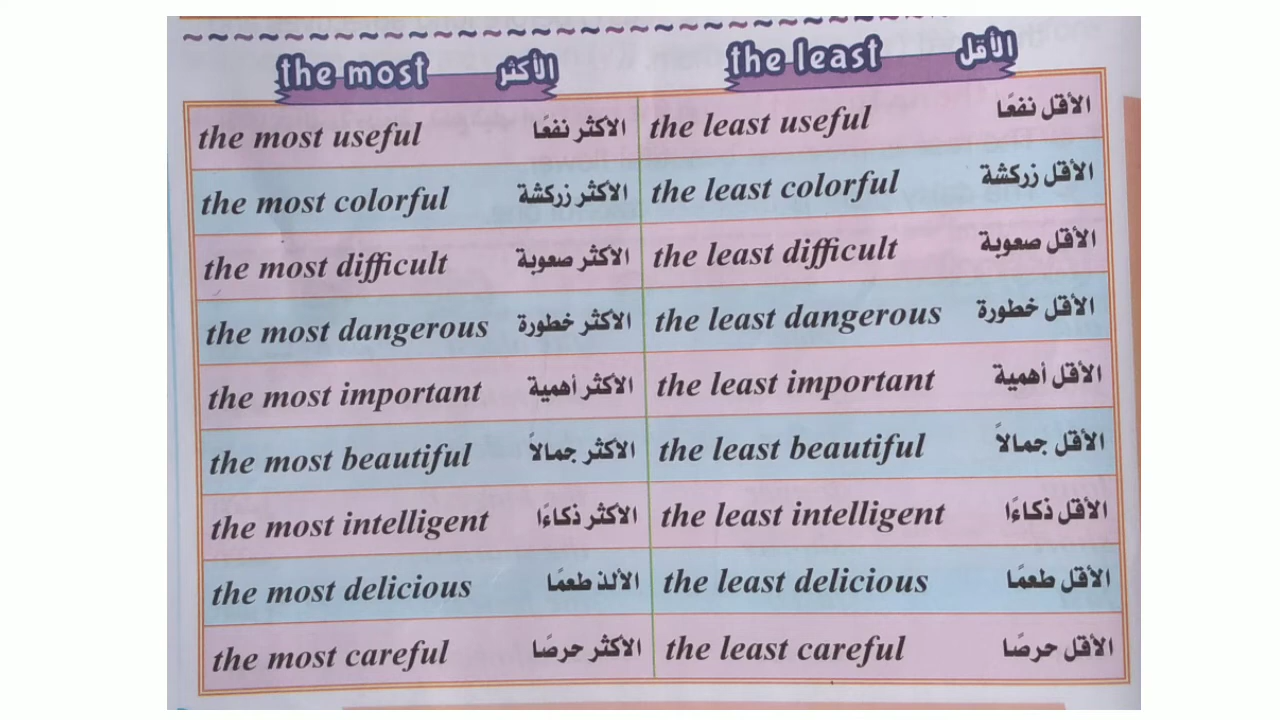 the most الأكثر the least الأقل
the most useful الأكثر نفعًا the least useful الأقل نفعًا
the most colorful الأكثر زركشة the least colorful الأقل زركشة
the most difficult الأكثر صعوبة the least difficult الأقل صعوبة
the most dangerous الأكثر خطورة the least dangerous الأقل خطورة
the most important الأكثر أهمية the least important الأقل أهمية
the most beautiful الأكثر جمالاً the least beautiful الأقل جمالاً
the most intelligent الأكثر ذكاءًا the least intelligent الأقل ذكاءًا
the most delicious الألذ طعمًا the least delicious الأقل طعمًا
the most careful الأكثر حرصًا the least careful الأقل حرصًا